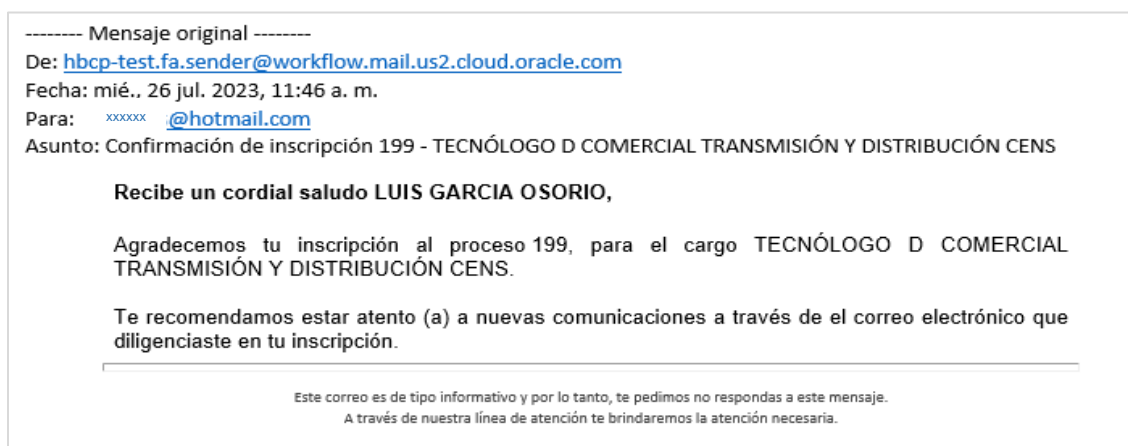 -------- Mensaje original --------
De: hbcp-test.fa.sender@workflow.mail.us2.cloud.oracle.com
Fecha: mié., 26 jul. 2023, 11:46 a. m.
Para: xxxxxx @hotmail.com
Asunto: Confirmación de inscripción 199 - TECNÓLOGO D COMERCIAL TRANSMISIÓN Y DISTRIBUCIÓN CENS
Recibe un cordial saludo LUIS GARCIA OSORIO,
Agradecemos tu inscripción al proceso 199, para el cargo TECNÓLOGO D COMERCIAL
TRANSMISIÓN Y DISTRIBUCIÓN CENS.
Te recomendamos estar atento (a) a nuevas comunicaciones a través de el correo electrónico que
diligenciaste en tu inscripción.
Este correo es de tipo informativo y por lo tanto, te pedimos no respondas a este mensaje.
A través de nuestra línea de atención te brindaremos la atención necesaria.